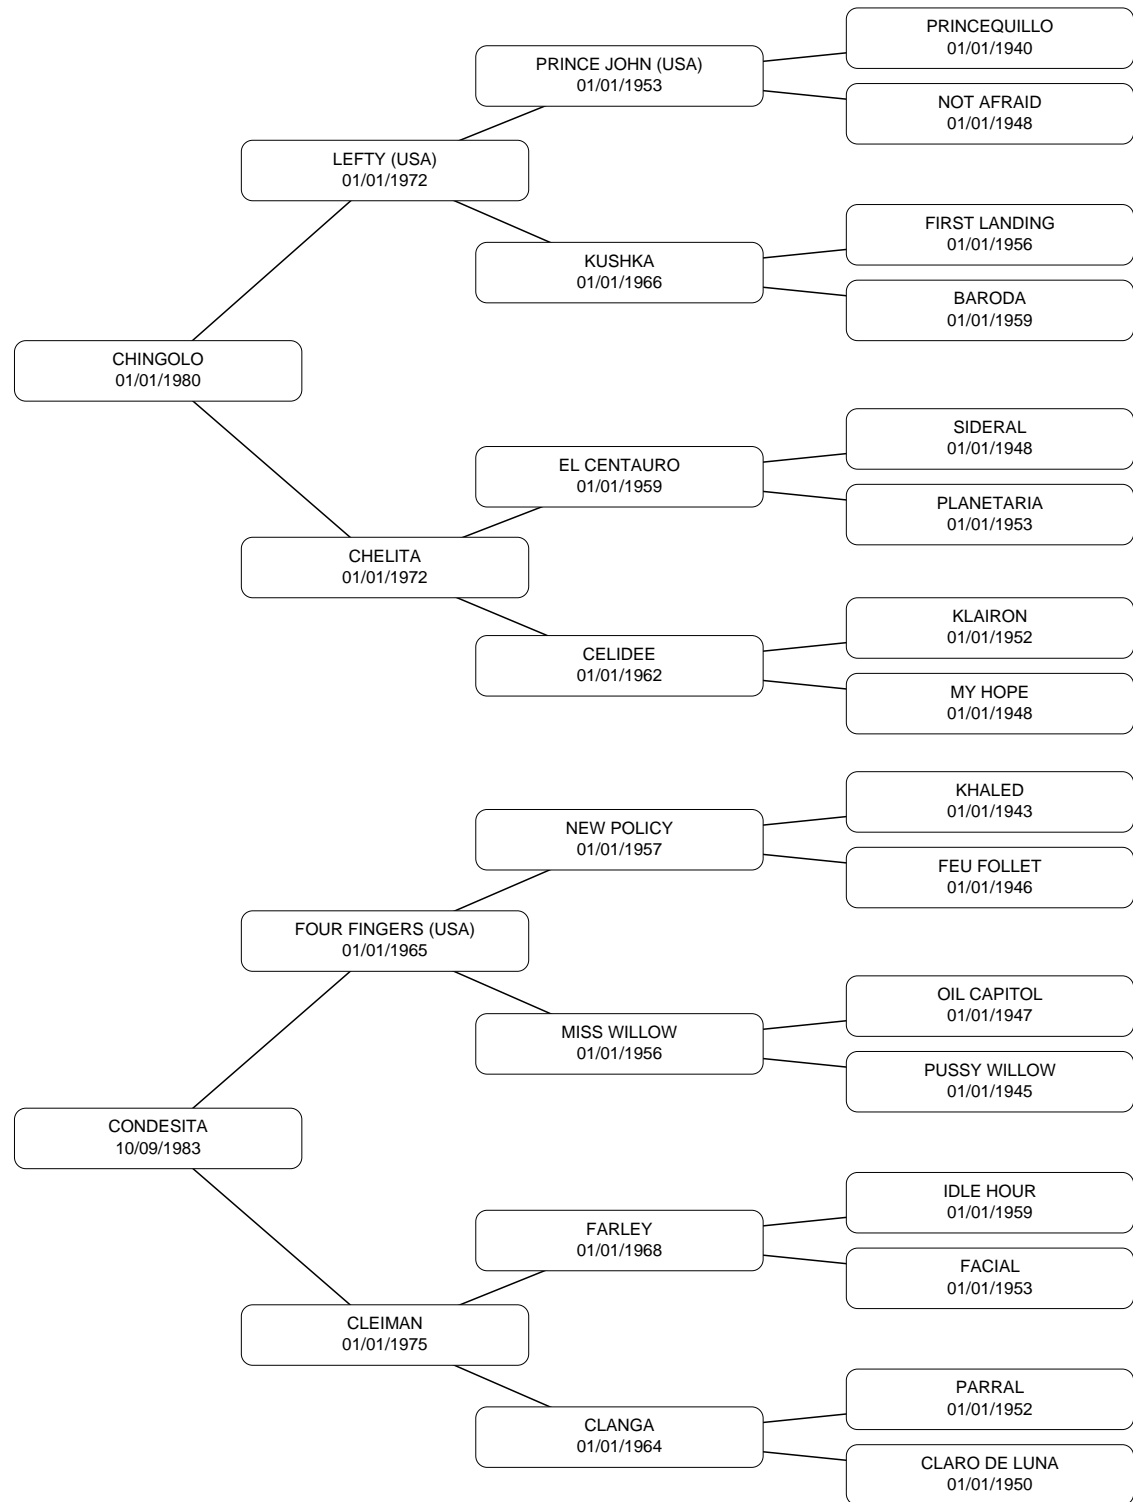 PRINCEQUILLO
01/01/1940
PRINCE JOHN (USA)
01/01/1953
NOT AFRAID
01/01/1948
LEFTY (USA)
01/01/1972
FIRST LANDING
01/01/1956
KUSHKA
01/01/1966
BARODA
01/01/1959
CHINGOLO
01/01/1980
SIDERAL
01/01/1948
EL CENTAURO
01/01/1959
PLANETARIA
01/01/1953
CHELITA
01/01/1972
KLAIRON
01/01/1952
CELIDEE
01/01/1962
MY HOPE
01/01/1948
KHALED
01/01/1943
NEW POLICY
01/01/1957
FEU FOLLET
01/01/1946
FOUR FINGERS (USA)
01/01/1965
OIL CAPITOL
01/01/1947
MISS WILLOW
01/01/1956
PUSSY WILLOW
01/01/1945
CONDESITA
10/09/1983
IDLE HOUR
01/01/1959
FARLEY
01/01/1968
FACIAL
01/01/1953
CLEIMAN
01/01/1975
PARRAL
01/01/1952
CLANGA
01/01/1964
CLARO DE LUNA
01/01/1950